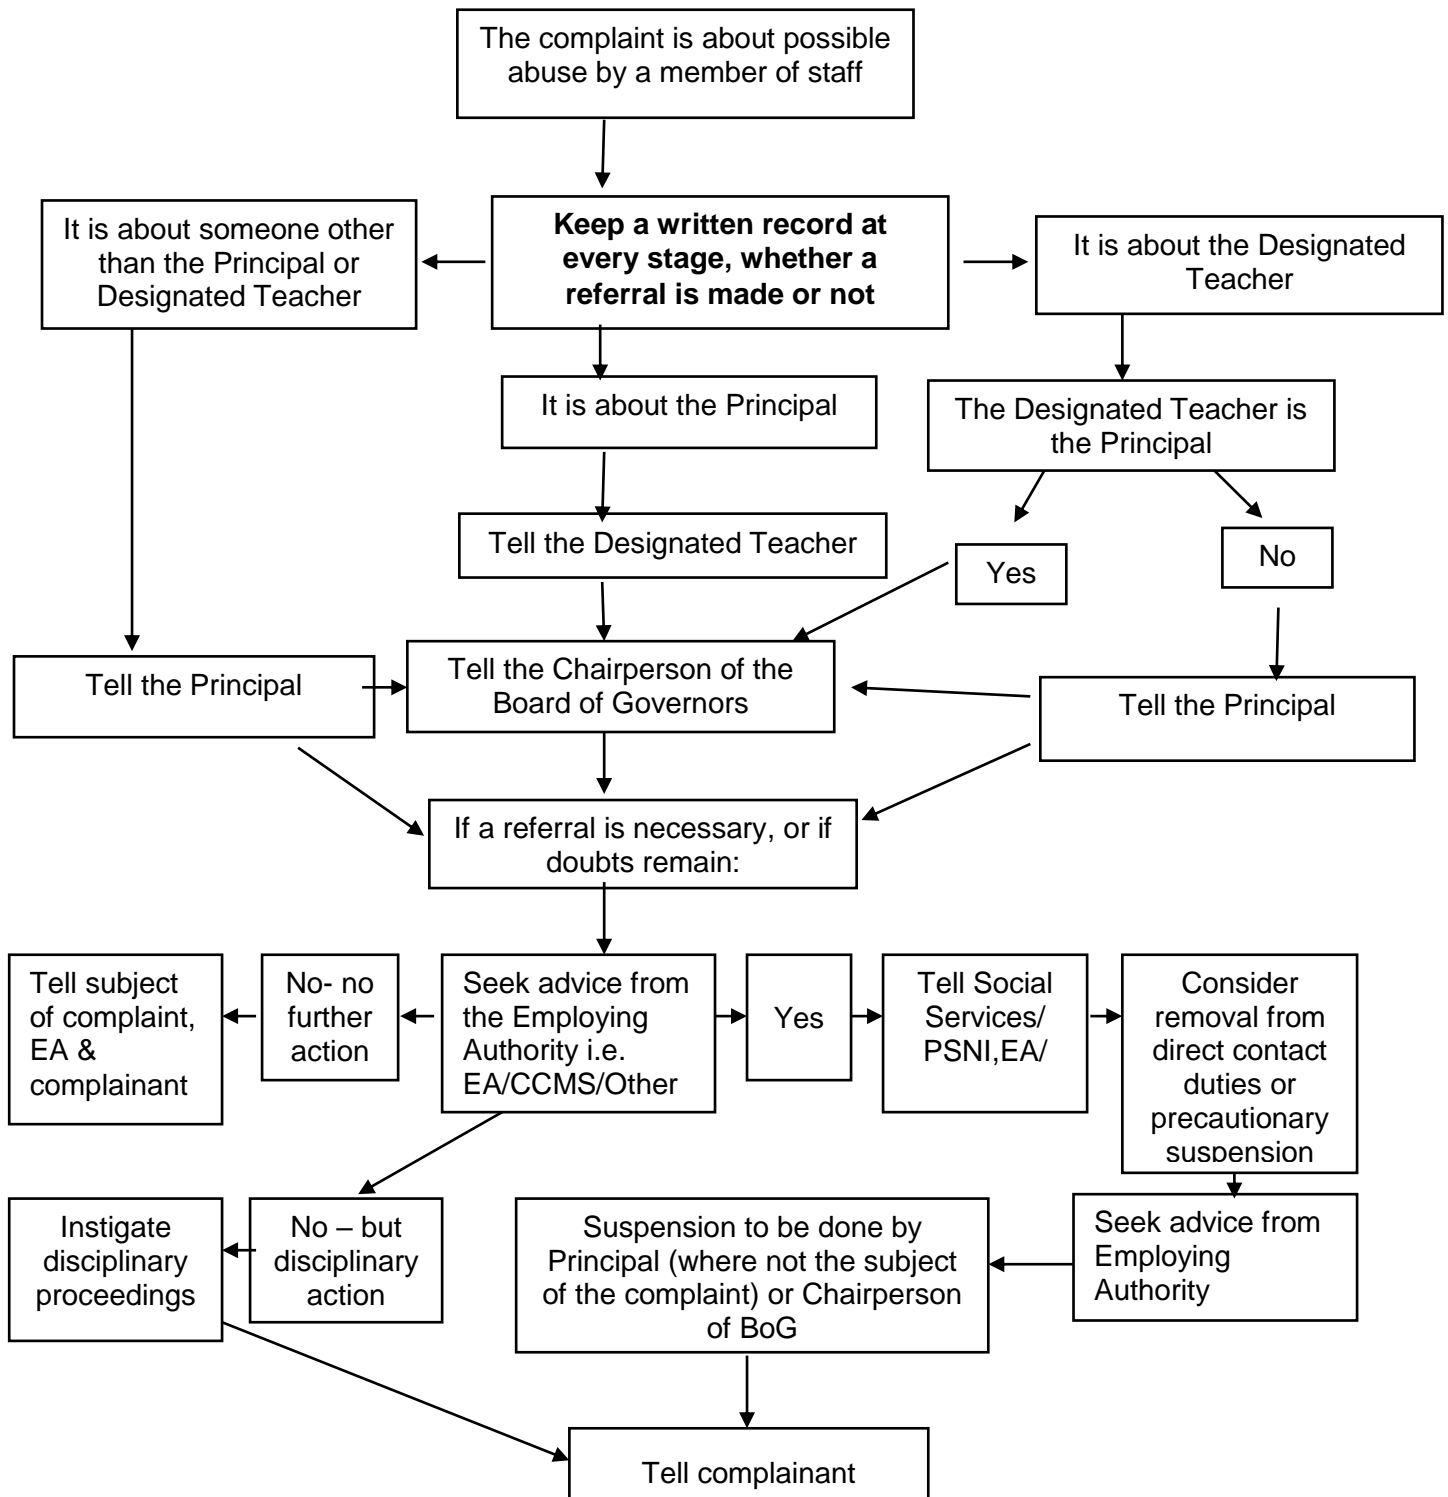 The complaint is about possible
abuse by a member of staff
It is about someone other
than the Principal or
Designated Teacher
Keep a written record at
every stage, whether a
referral is made or not
It is about the Designated
Teacher
It is about the Principal
The Designated Teacher is
the Principal
Tell the Designated Teacher
Yes
No
Tell the Principal
Tell the Chairperson of the
Board of Governors
Tell the Principal
If a referral is necessary, or if
doubts remain:
Tell subject
of complaint,
EA &
complainant
No- no
further
action
Seek advice from
the Employing
Authority i.e.
EA/CCMS/Other
Yes
Tell Social
Services/
PSNI,EA/
Consider
removal from
direct contact
duties or
precautionary
suspension
Instigate
disciplinary
proceedings
No – but
disciplinary
action
Suspension to be done by
Principal (where not the subject
of the complaint) or Chairperson
of BoG
Seek advice from
Employing
Authority
Tell complainant